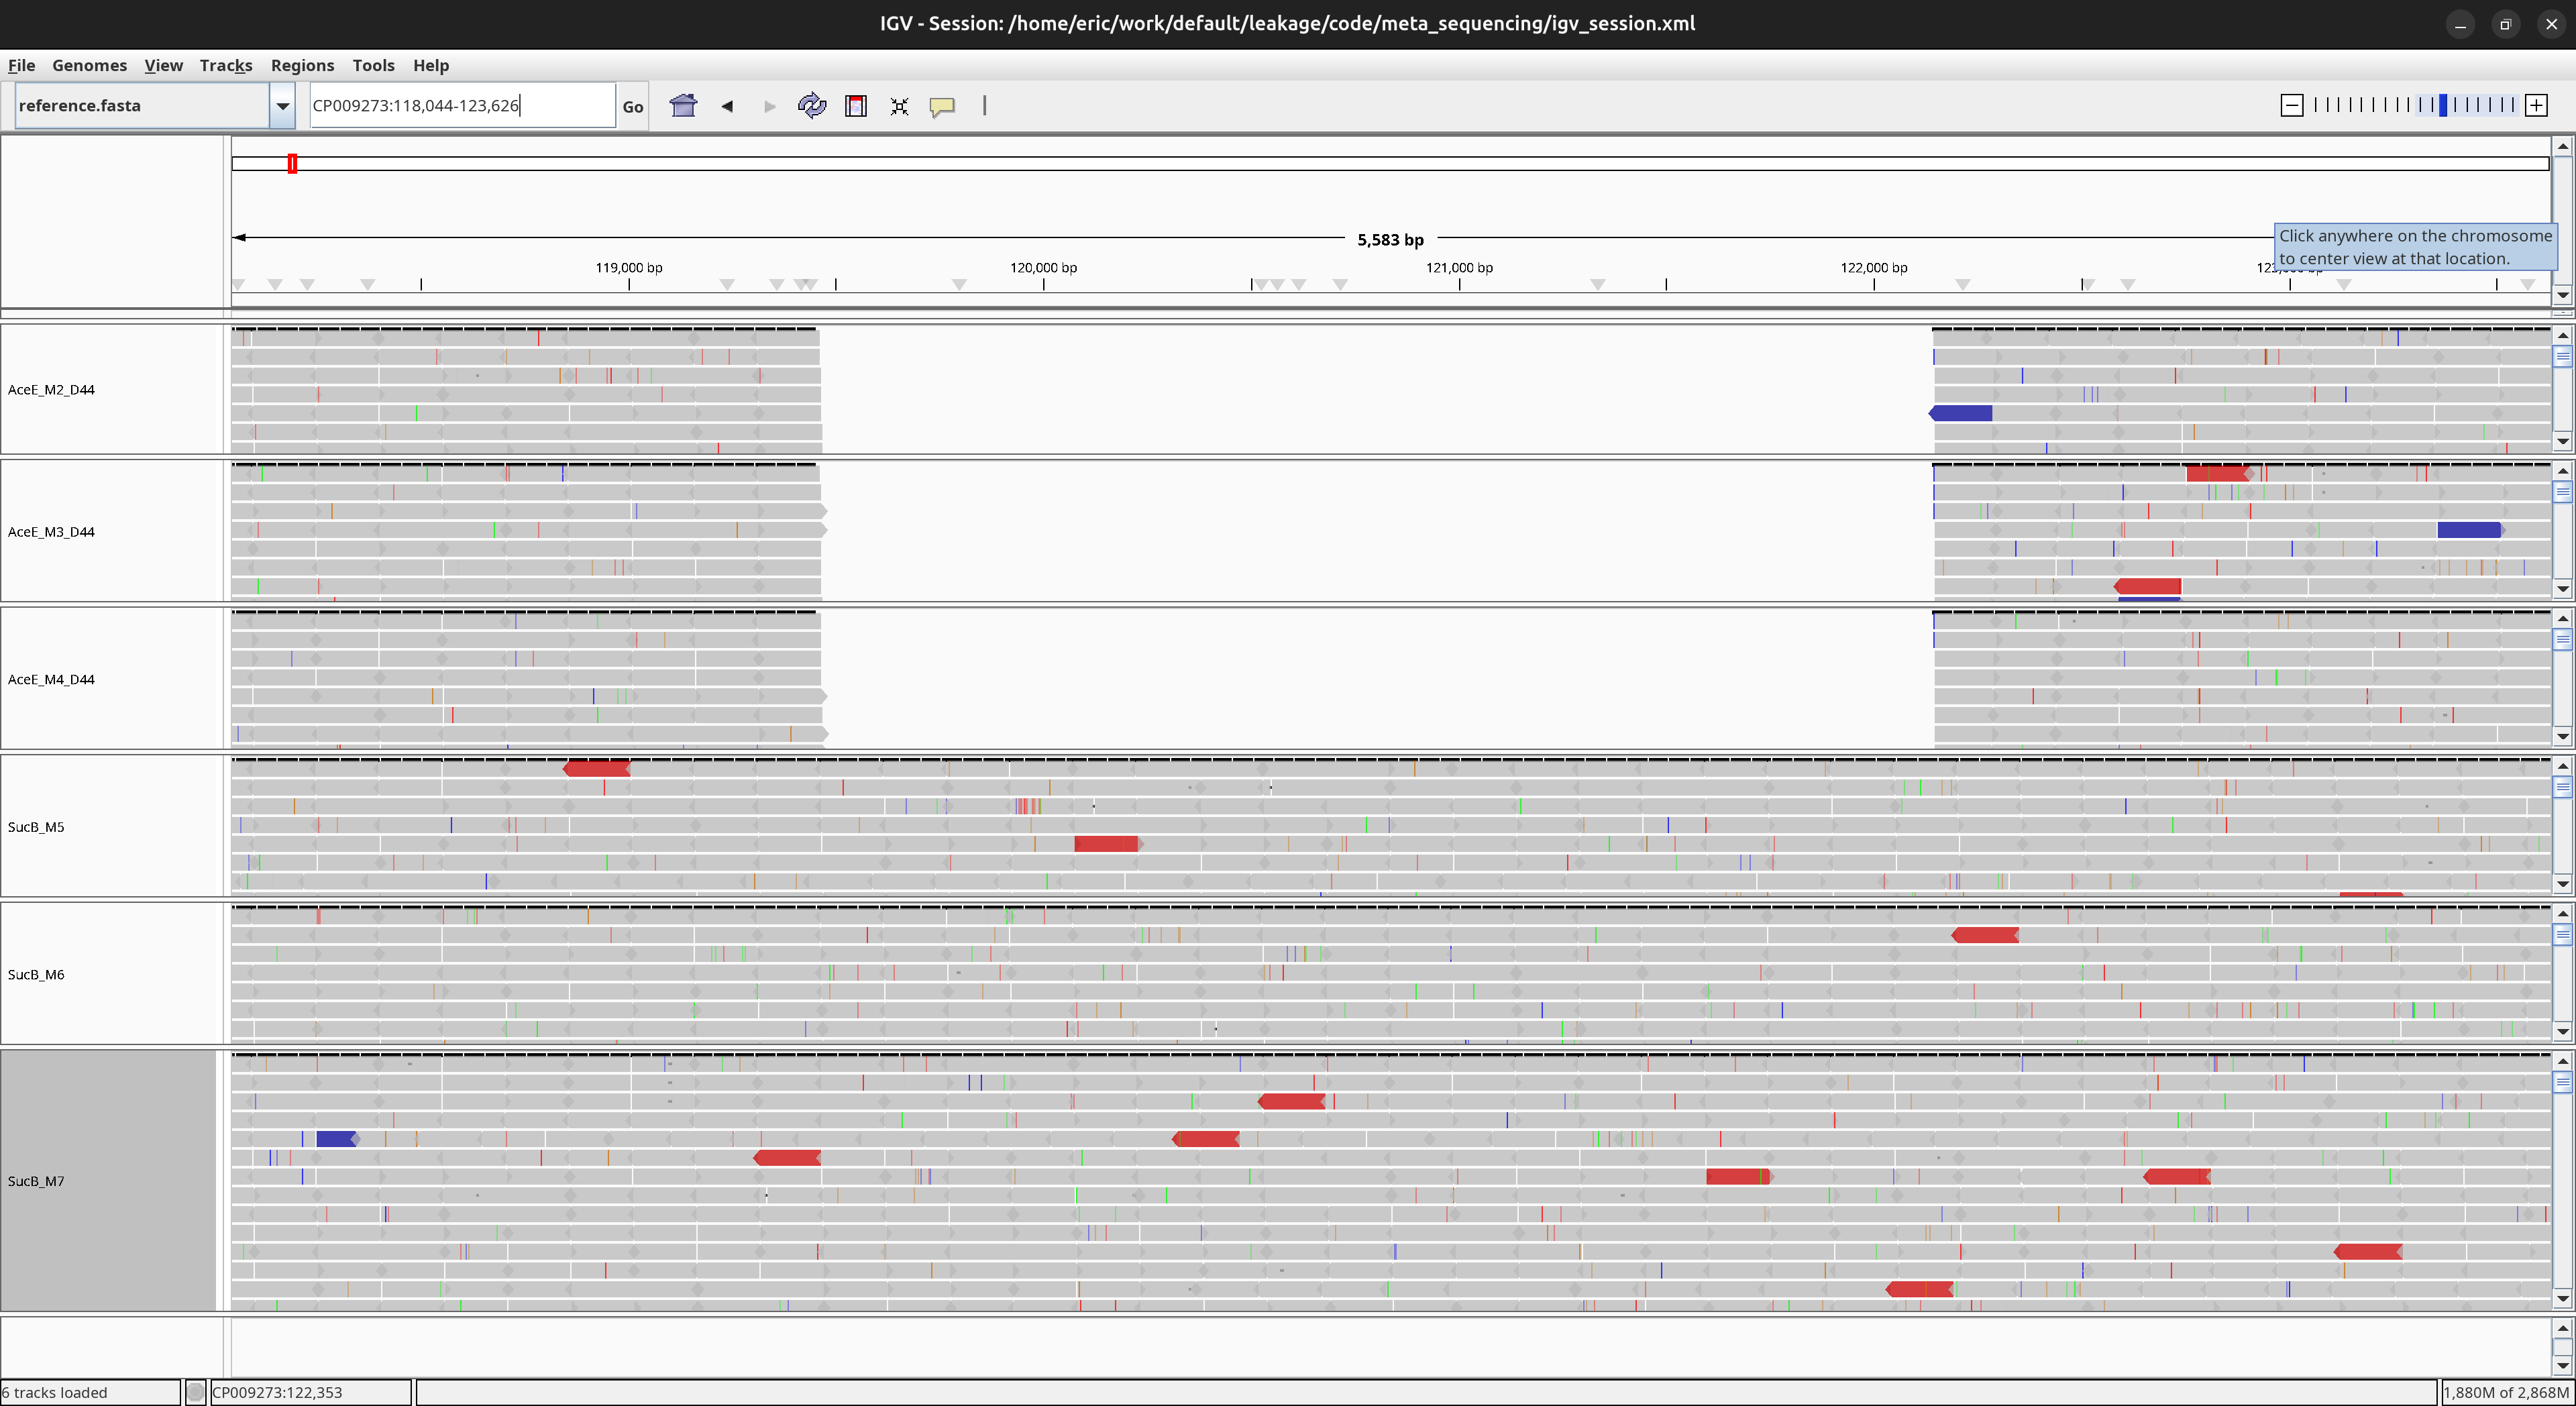 IGV - Session: /home/eric/work/default/leakage/code/meta_sequencing/igv_session.xml
File Genomes View Tracks Regions Tools Help
reference.fasta CP009273:118,044-123,626 Go
5,583 bp
Click anywhere on the chromosome
to center view at that location.
119,000 bp 120,000 bp 121,000 bp 122,000 bp
AceE_M2_D44
AceE_M3_D44
AceE_M4_D44
SucB_M5
SucB_M6
SucB_M7
6 tracks loaded CP009273:122,353 1,880M of 2,868M